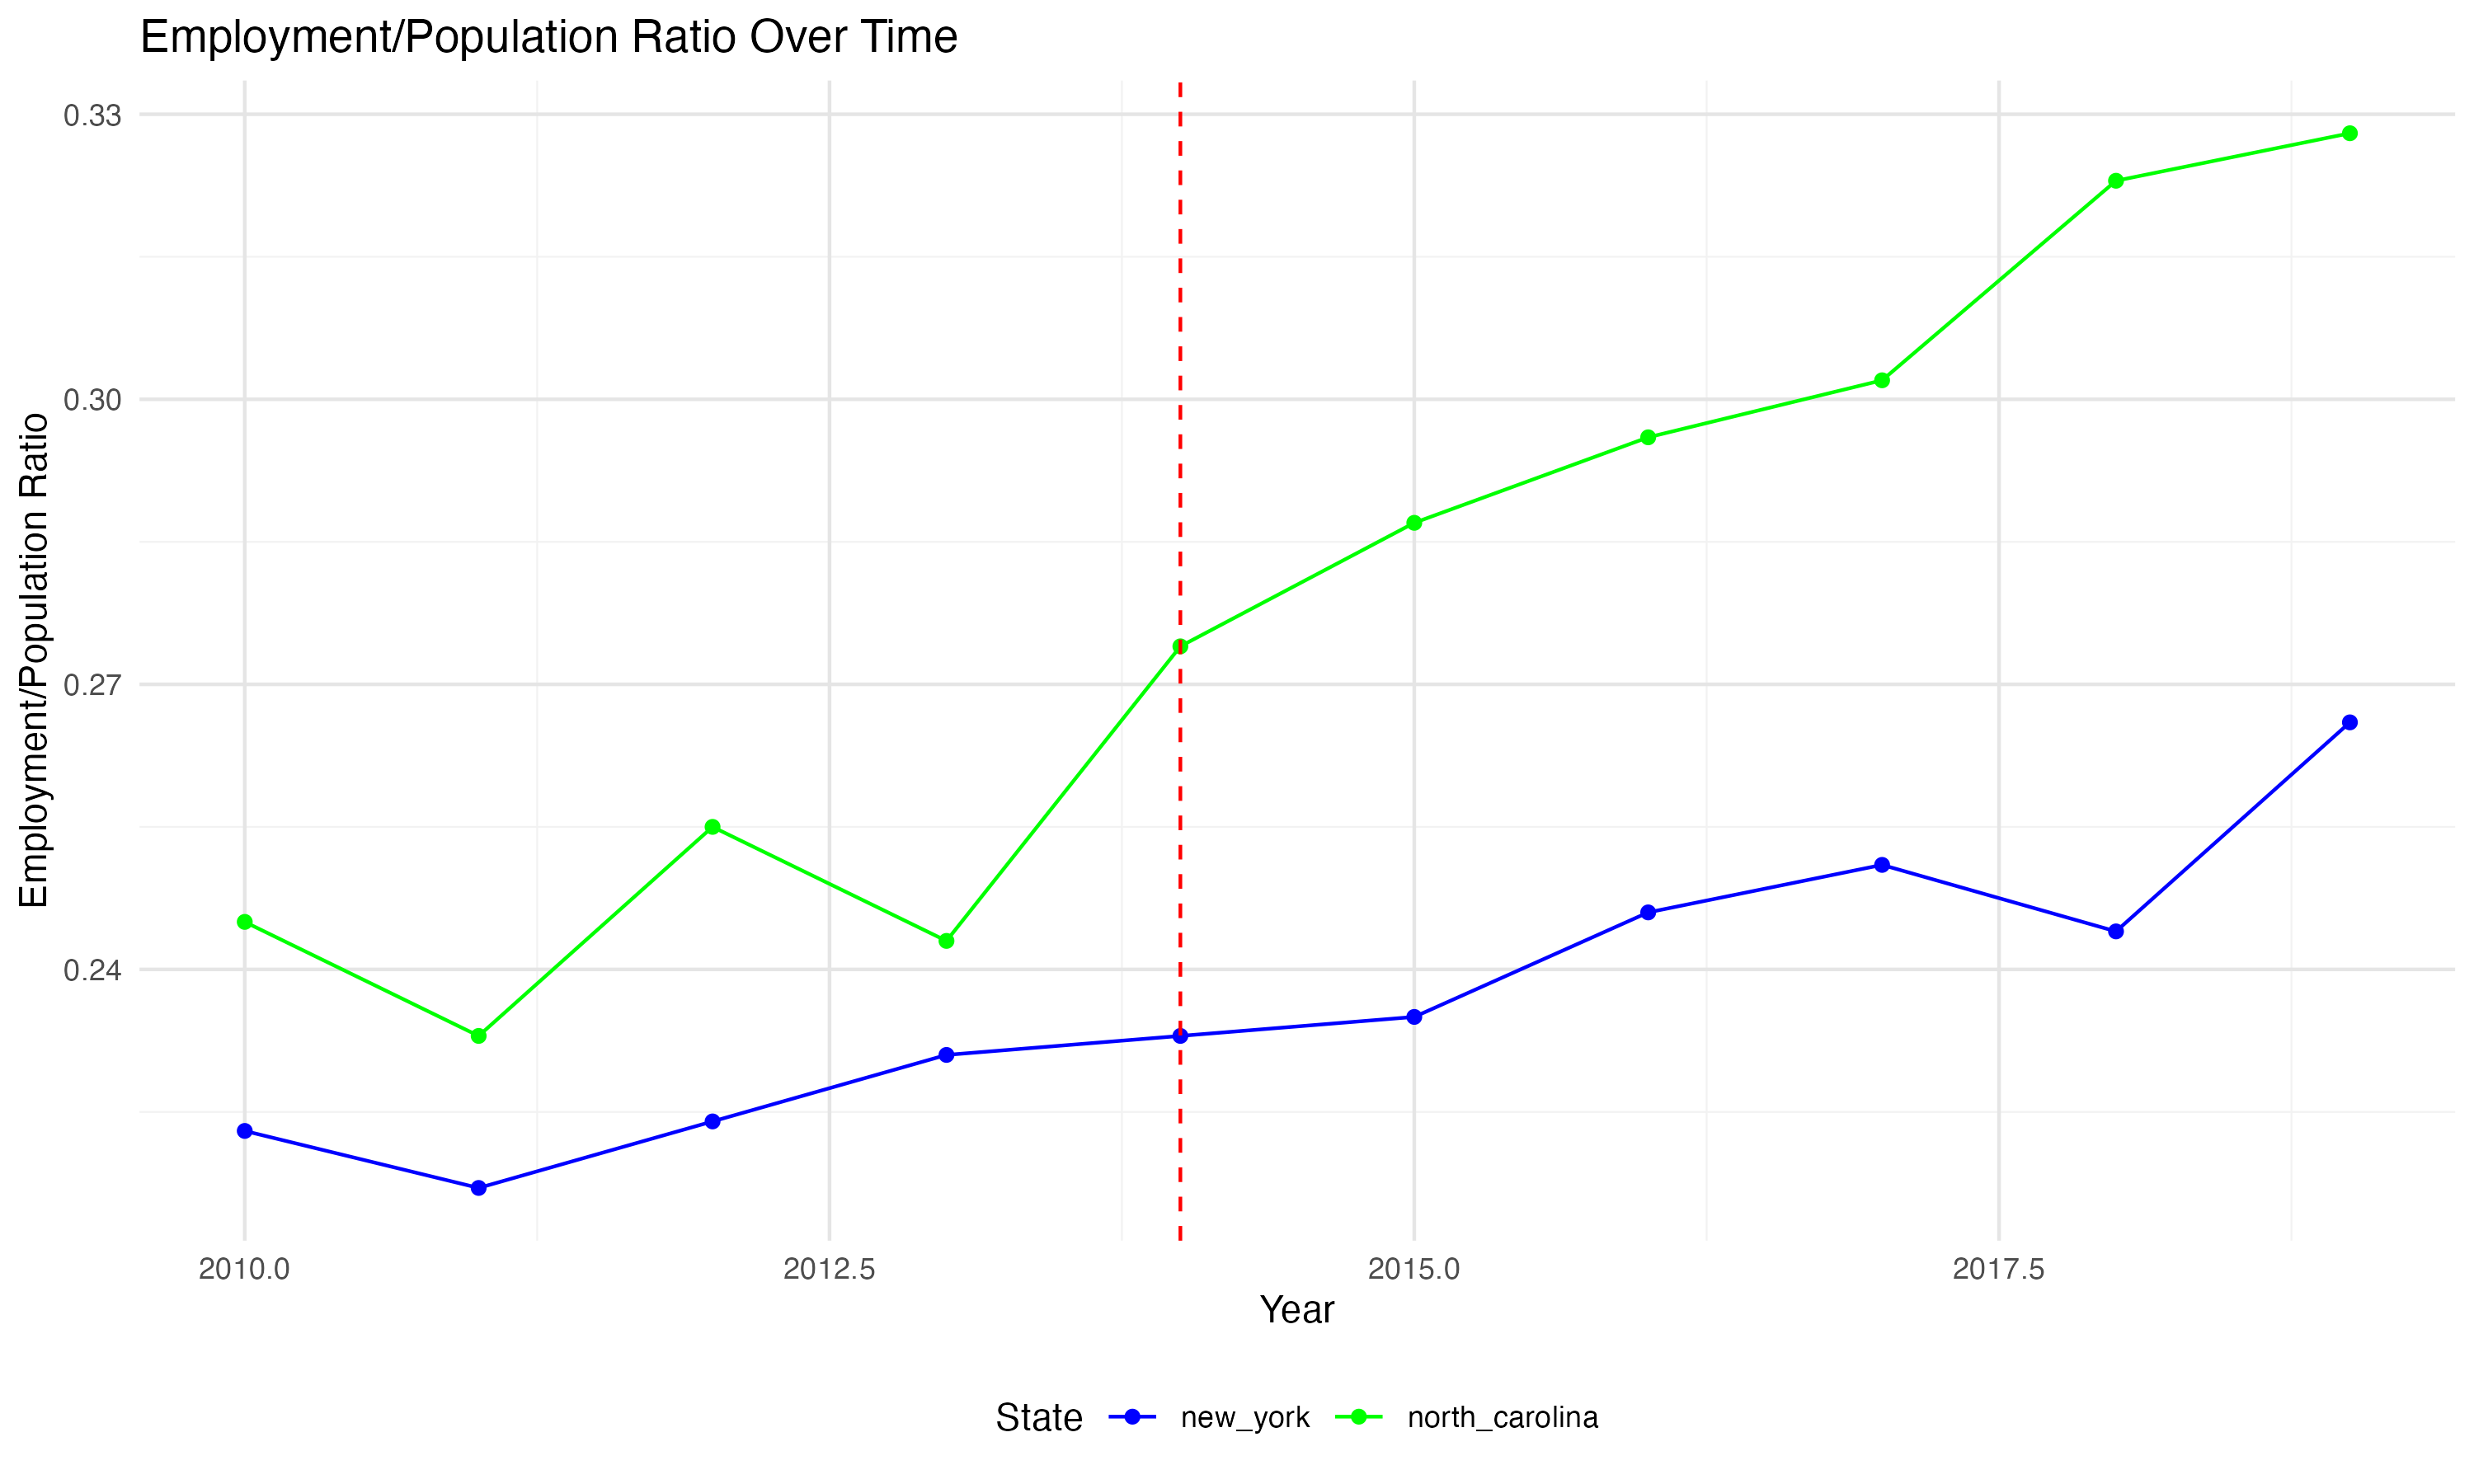 Employment/Population Ratio Over Time
Employment/Population Ratio
0.33
0.30
0.27
0.24
2010.0 2012.5 2015.0 2017.5
Year
State new_york north_carolina